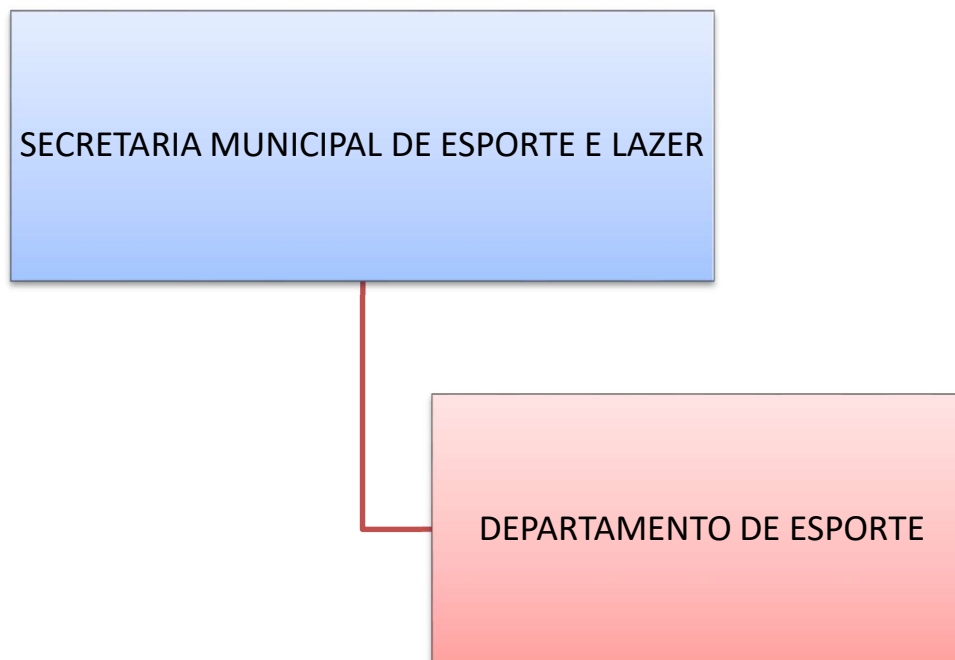 SECRETARIA MUNICIPAL DE ESPORTE E LAZER
DEPARTAMENTO DE ESPORTE